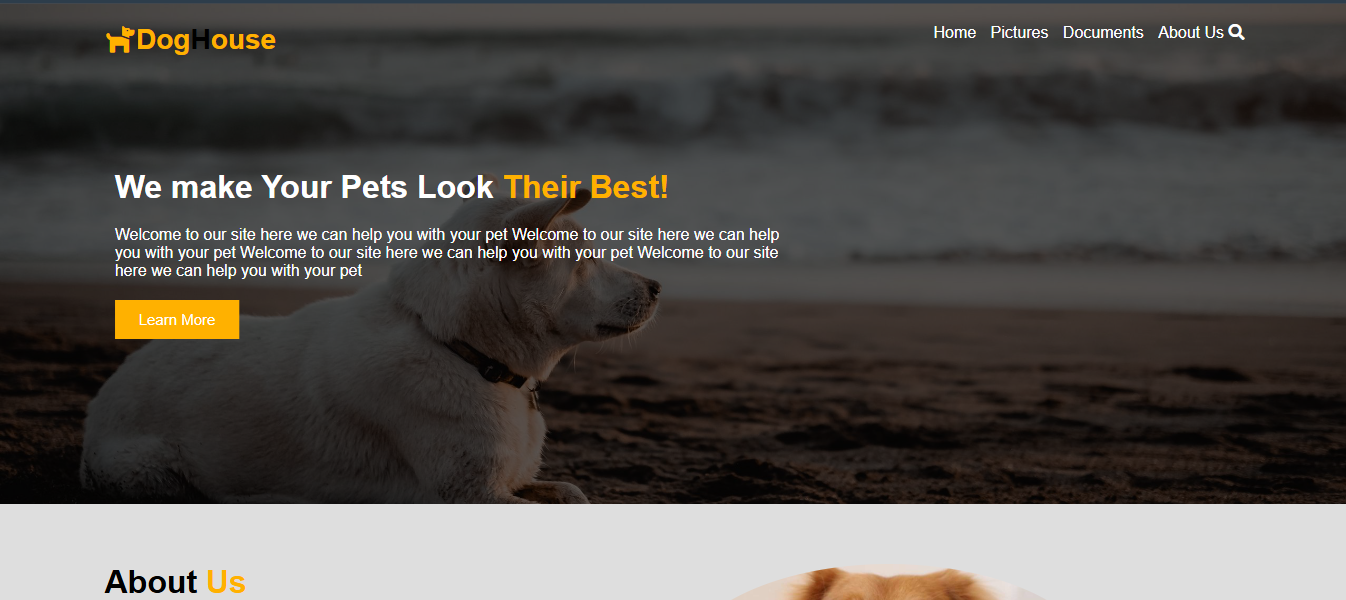 DogHouse
Home Pictures Documents About Us
We make Your Pets Look Their Best!
Welcome to our site here we can help you with your pet Welcome to our site here we can help
you with your pet Welcome to our site here we can help you with your pet Welcome to our site
here we can help you with your pet
Learn More
About Us